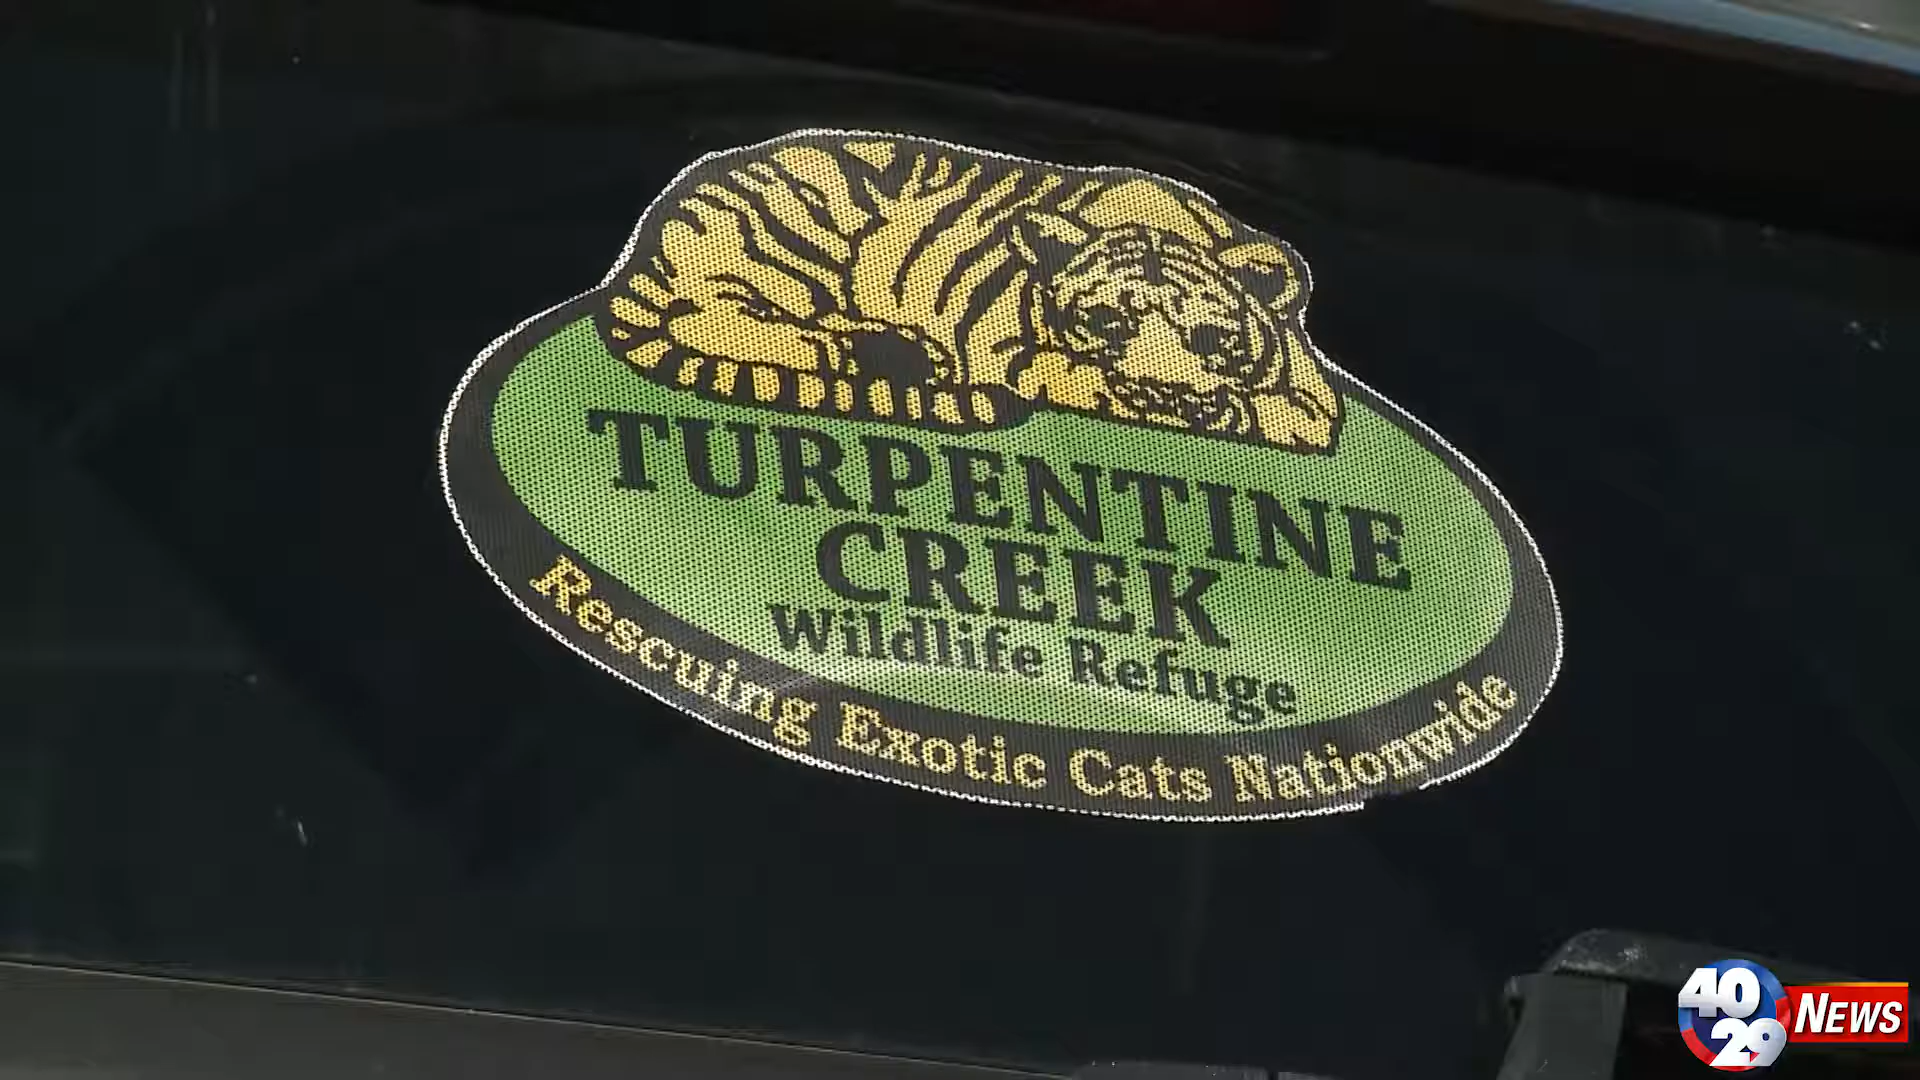 TURPENTINE
CREEK
Wildlife Refuge
Rescuing Exotic Cats Nationwide
40
29
NEWS